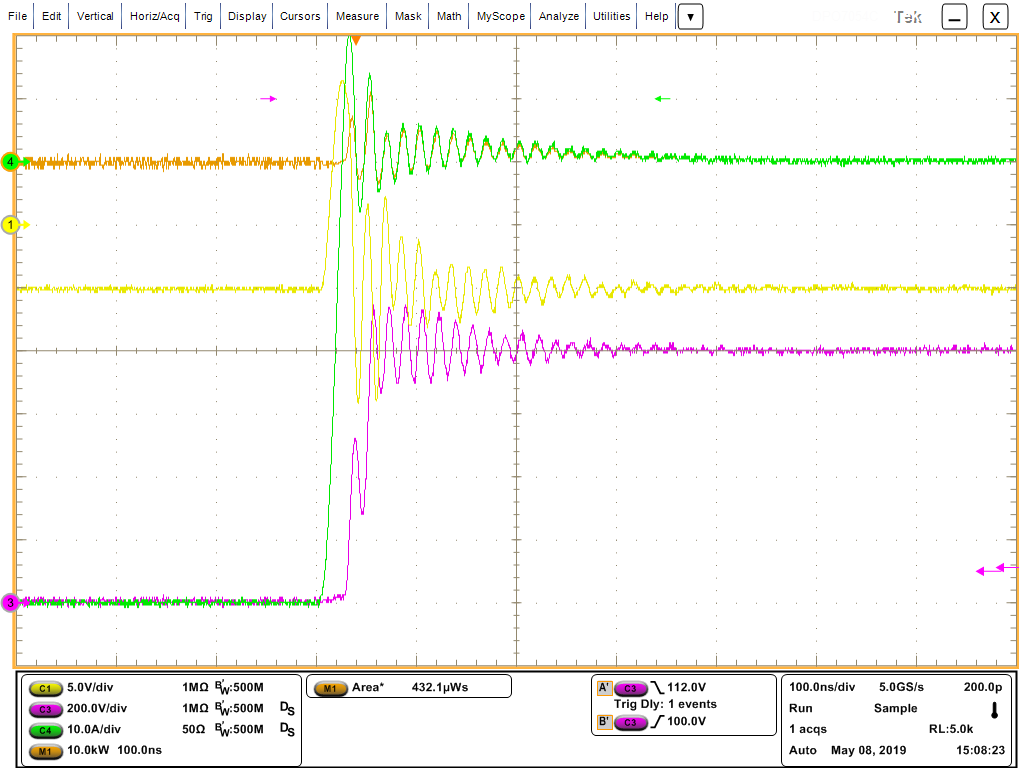 File Edit Vertical Horiz/Acq Trig Display Cursors Measure Mask Math MyScope Analyze Utilities Help ▼ Tek X
4
1
3
C1 5.0V/div 1MΩ BW:500M
C3 200.0V/div 1MΩ BW:500M DS
C4 10.0A/div 50Ω BW:500M DS
M1 10.0kW 100.0ns
M1 Area* 432.1µWs
A' C3 112.0V
Trig Dly: 1 events
B' C3 100.0V
100.0ns/div 5.0GS/s 200.0p
Run Sample
1 acqs RL:5.0k
Auto May 08, 2019 15:08:23